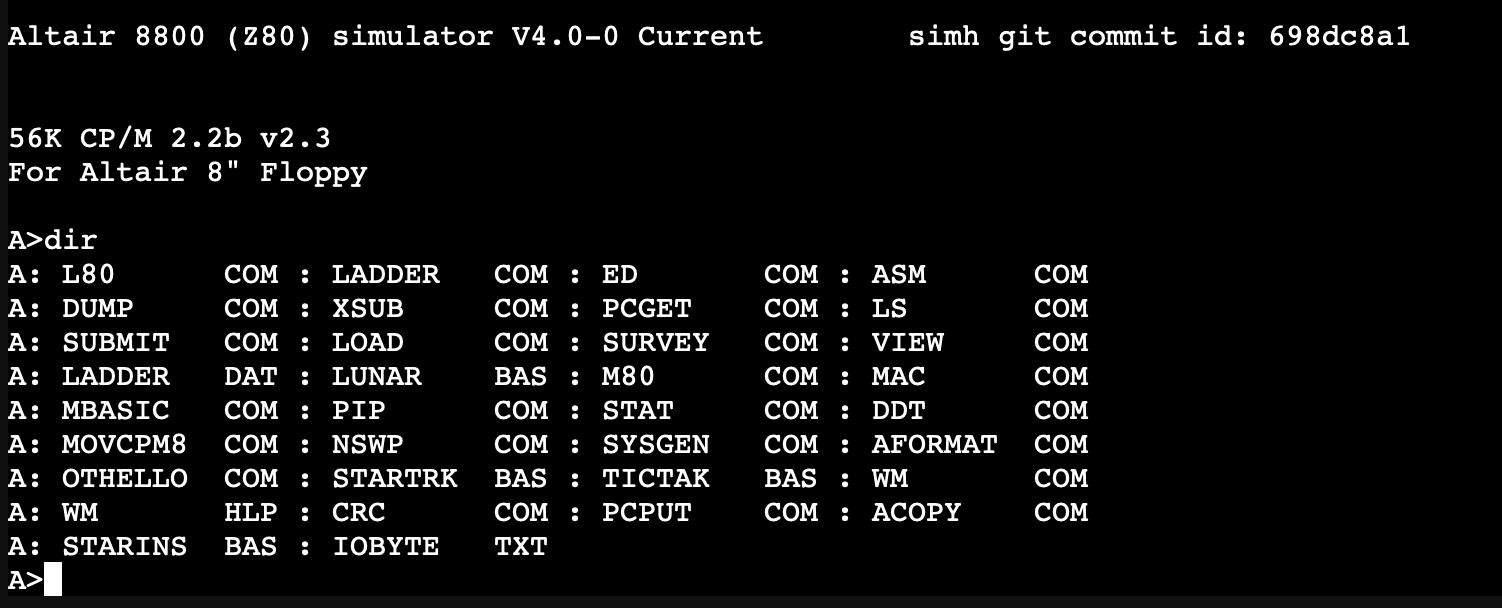 Altair 8800 (Z80) simulator V4.0-0 Current        simh git commit id: 698dc8a1
56K CP/M 2.2b v2.3
For Altair 8" Floppy
A>dir
A: L80      COM : LADDER   COM : ED       COM : ASM      COM
A: DUMP     COM : XSUB     COM : PCGET    COM : LS       COM
A: SUBMIT   COM : LOAD     COM : SURVEY   COM : VIEW     COM
A: LADDER   DAT : LUNAR    BAS : M80      COM : MAC      COM
A: MBASIC   COM : PIP      COM : STAT     COM : DDT      COM
A: MOVCPM8  COM : NSWP     COM : SYSGEN   COM : AFORMAT  COM
A: OTHELLO  COM : STARTRK  BAS : TICTAK   BAS : WM       COM
A: WM       HLP : CRC      COM : PCPUT    COM : ACOPY    COM
A: STARINS  BAS : IOBYTE   TXT
A>